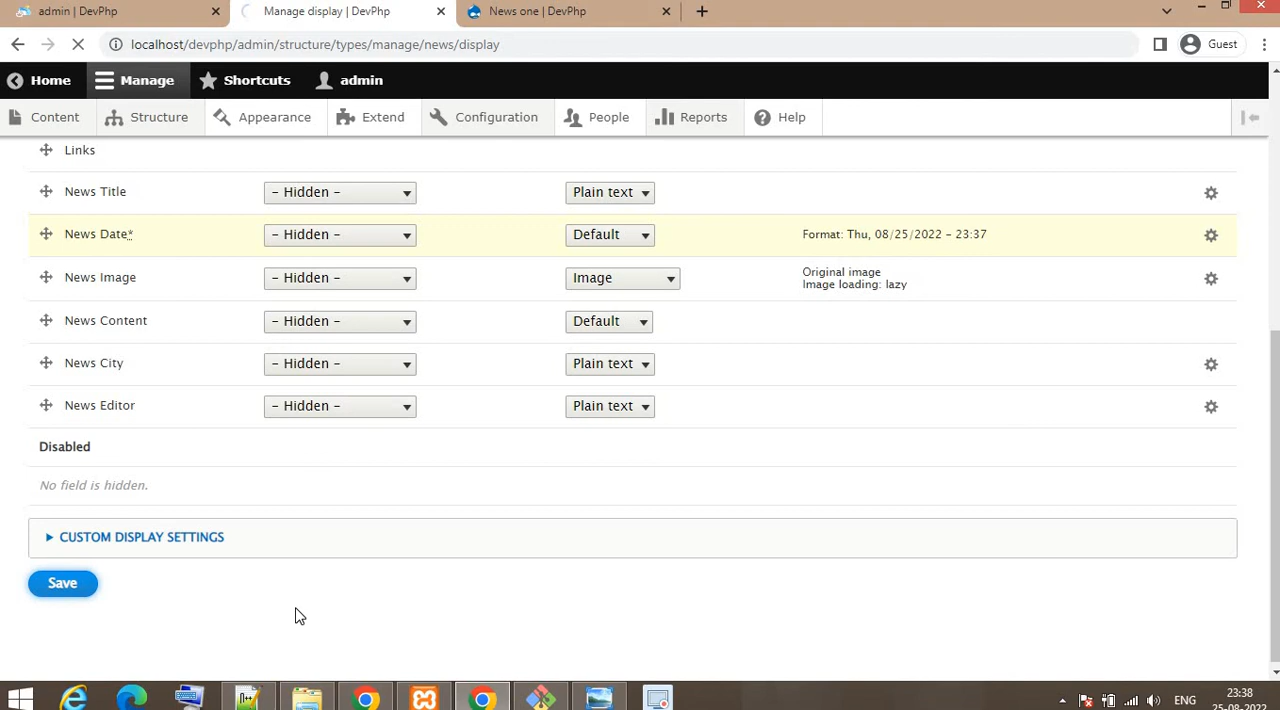 admin | DevPhp
Manage display | DevPhp
News one | DevPhp
localhost/devphp/admin/structure/types/manage/news/display
Guest
Home
Manage
Shortcuts
admin
Content
Structure
Appearance
Extend
Configuration
People
Reports
Help
Links
News Title - Hidden - Plain text
News Date* - Hidden - Default Format: Thu, 08/25/2022 - 23:37
News Image - Hidden - Image Original image
Image loading: lazy
News Content - Hidden - Default
News City - Hidden - Plain text
News Editor - Hidden - Plain text
Disabled
No field is hidden.
CUSTOM DISPLAY SETTINGS
Save
ENG
23:38
25-08-2022